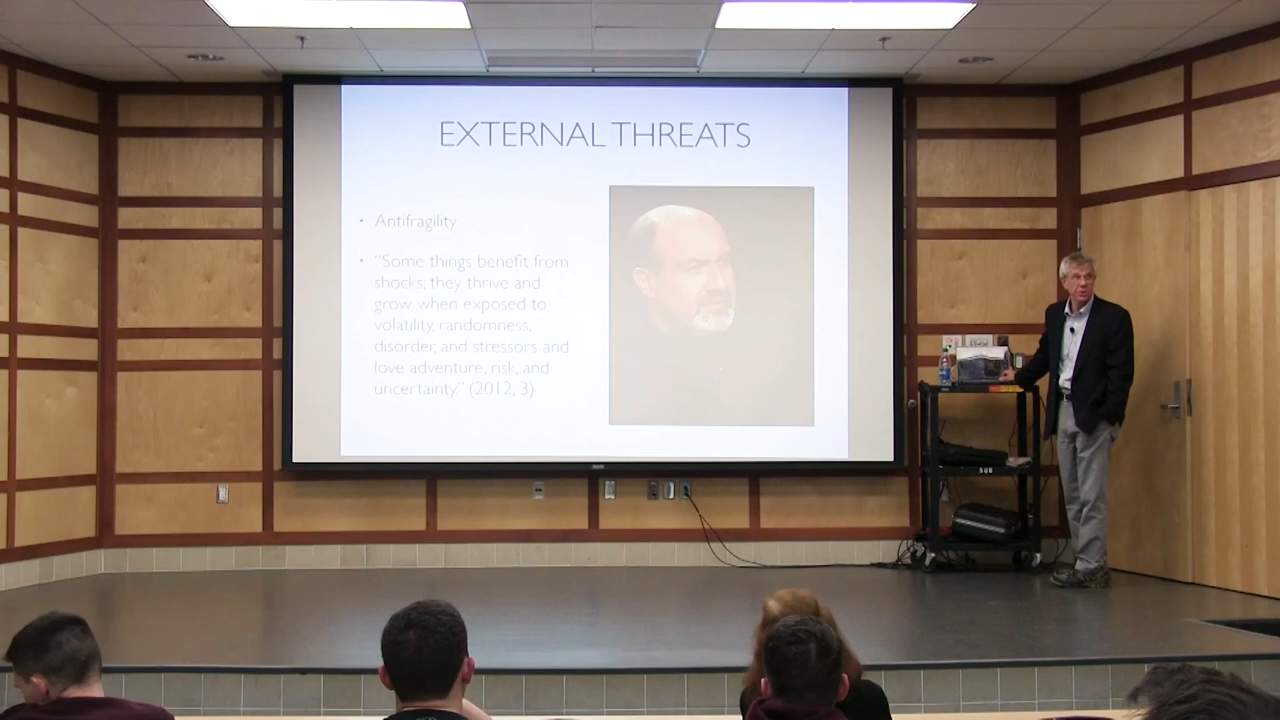 EXTERNAL THREATS
• Antifragility
• "Some things benefit from
shocks; they thrive and
grow when exposed to
volatility, randomness,
disorder, and stressors and
love adventure, risk, and
uncertainty." (2012, 3)
SUB